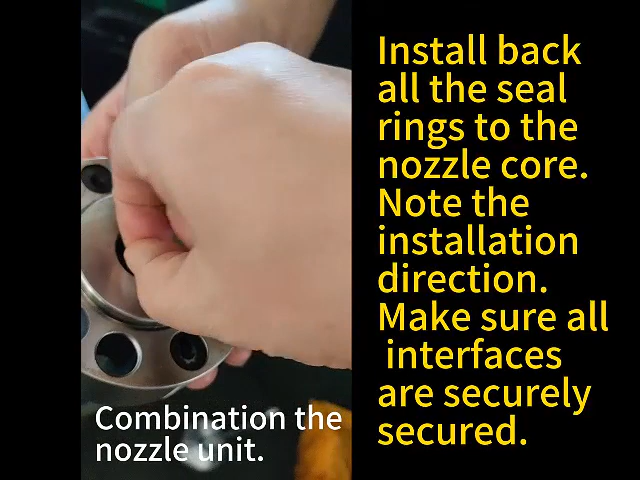 Install back
all the seal
rings to the
nozzle core.
Note the
installation
direction.
Make sure all
interfaces
are securely
secured.
Combination the
nozzle unit.